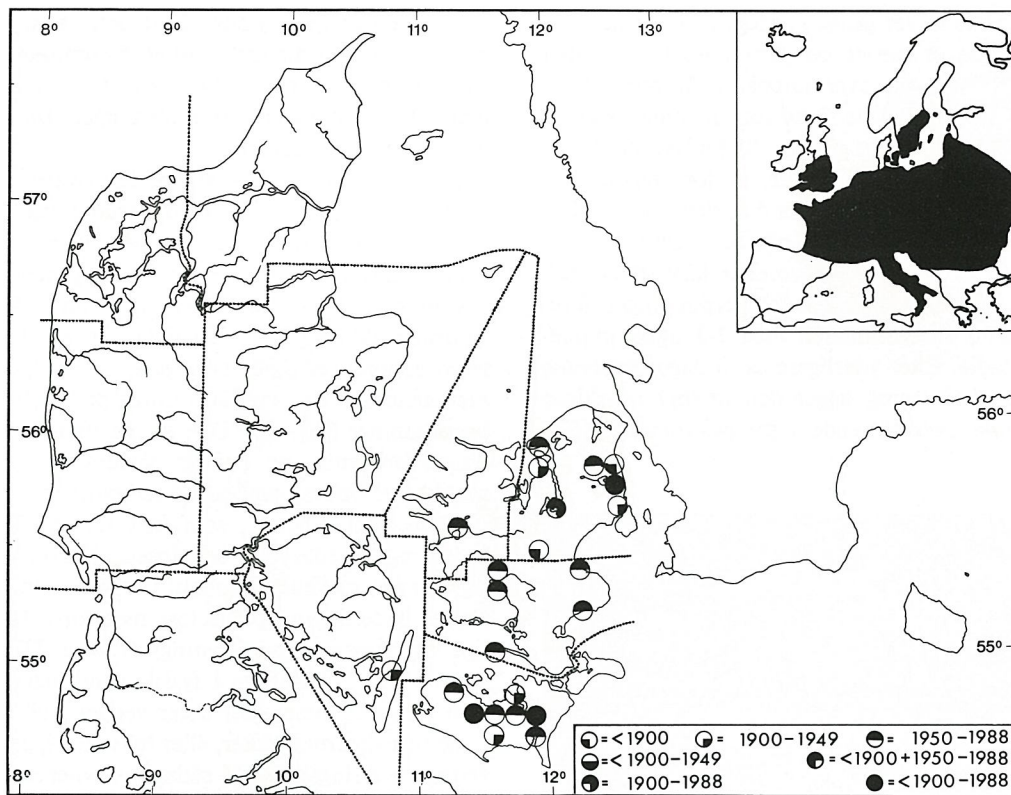 8° 9° 10° 11° 12° 13°
57°
56°
56°
55°
55°
8° 9° 10° 12°
= <1900 = 1900-1949 = 1950-1988
= <1900-1949 = <1900+1950-1988
= 1900-1988 = <1900-1988